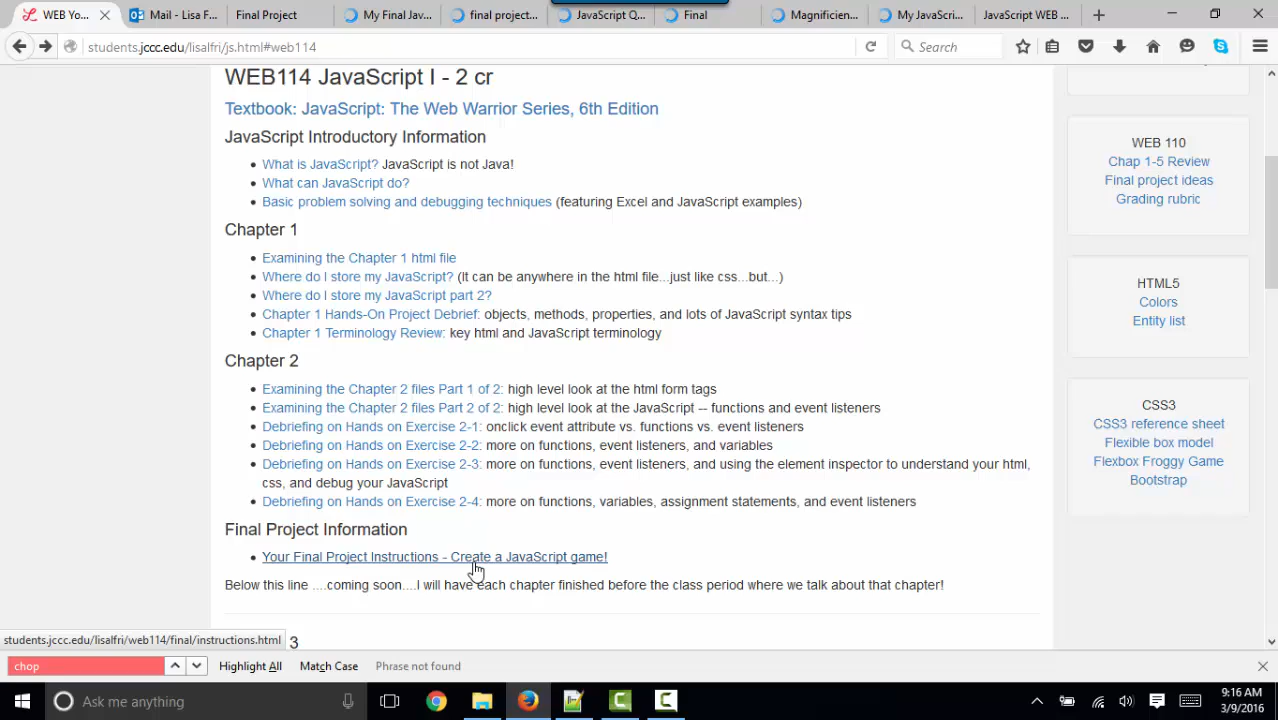 WEB Yo...
Mail - Lisa F...
Final Project
My Final Jav...
final project...
JavaScript Q...
Final
Magnificien...
My JavaScri...
JavaScript WEB ...
students.jccc.edu/lisalfri/js.html#web114
Search
WEB114 JavaScript I - 2 cr
Textbook: JavaScript: The Web Warrior Series, 6th Edition
JavaScript Introductory Information
What is JavaScript? JavaScript is not Java!
What can JavaScript do?
Basic problem solving and debugging techniques (featuring Excel and JavaScript examples)
Chapter 1
Examining the Chapter 1 html file
Where do I store my JavaScript? (It can be anywhere in the html file...just like css...but...)
Where do I store my JavaScript part 2?
Chapter 1 Hands-On Project Debrief: objects, methods, properties, and lots of JavaScript syntax tips
Chapter 1 Terminology Review: key html and JavaScript terminology
Chapter 2
Examining the Chapter 2 files Part 1 of 2: high level look at the html form tags
Examining the Chapter 2 files Part 2 of 2: high level look at the JavaScript -- functions and event listeners
Debriefing on Hands on Exercise 2-1: onclick event attribute vs. functions vs. event listeners
Debriefing on Hands on Exercise 2-2: more on functions, event listeners, and variables
Debriefing on Hands on Exercise 2-3: more on functions, event listeners, and using the element inspector to understand your html,
css, and debug your JavaScript
Debriefing on Hands on Exercise 2-4: more on functions, variables, assignment statements, and event listeners
Final Project Information
Your Final Project Instructions - Create a JavaScript game!
Below this line ....coming soon....I will have each chapter finished before the class period where we talk about that chapter!
3
WEB 110
Chap 1-5 Review
Final project ideas
Grading rubric
HTML5
Colors
Entity list
CSS3
CSS3 reference sheet
Flexible box model
Flexbox Froggy Game
Bootstrap
students.jccc.edu/lisalfri/web114/final/instructions.html
chop
Highlight All
Match Case
Phrase not found
Ask me anything
9:16 AM
3/9/2016